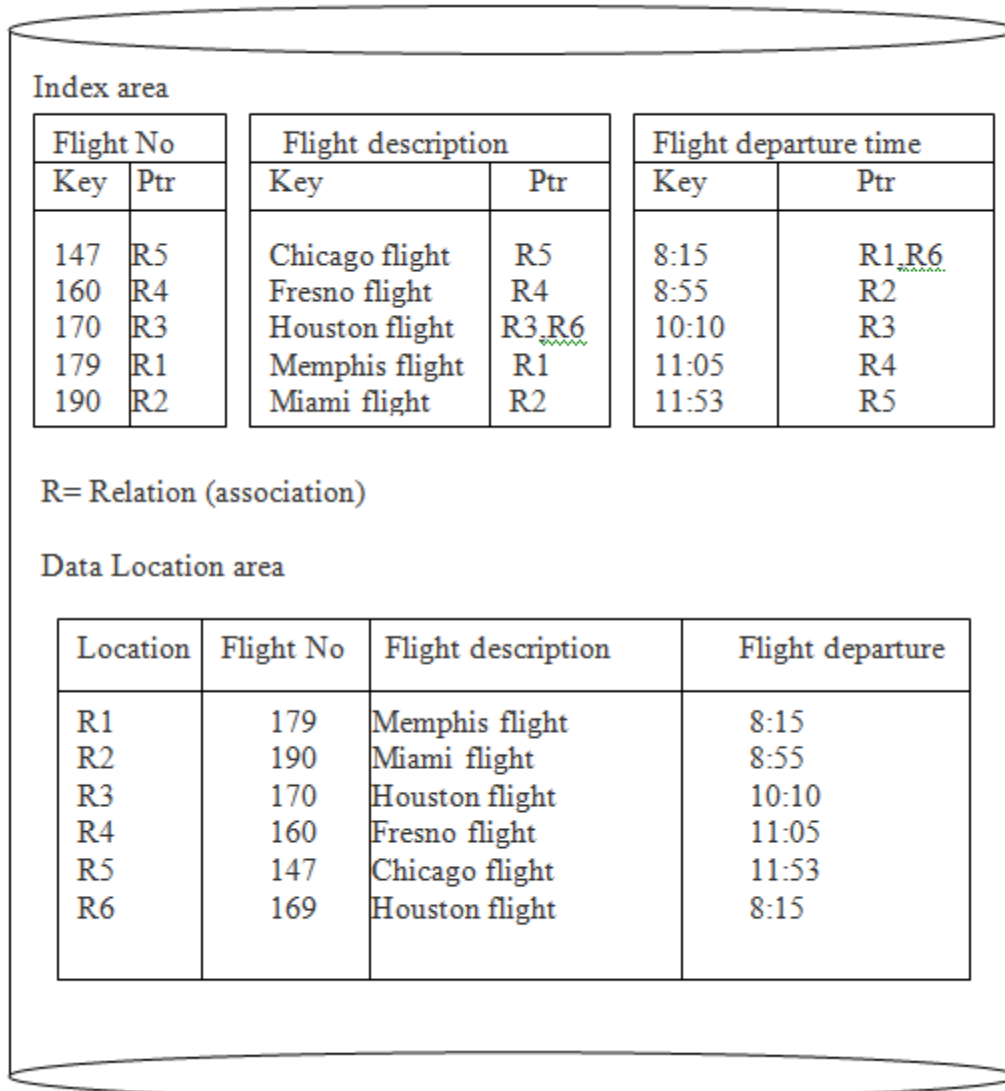 Index area
Flight No Flight description Flight departure time
Key Ptr Key Ptr Key Ptr
147 R5 Chicago flight R5 8:15 R1,R6
160 R4 Fresno flight R4 8:55 R2
170 R3 Houston flight R3,R6 10:10 R3
179 R1 Memphis flight R1 11:05 R4
190 R2 Miami flight R2 11:53 R5
R= Relation (association)
Data Location area
Location Flight No Flight description Flight departure
R1 179 Memphis flight 8:15
R2 190 Miami flight 8:55
R3 170 Houston flight 10:10
R4 160 Fresno flight 11:05
R5 147 Chicago flight 11:53
R6 169 Houston flight 8:15